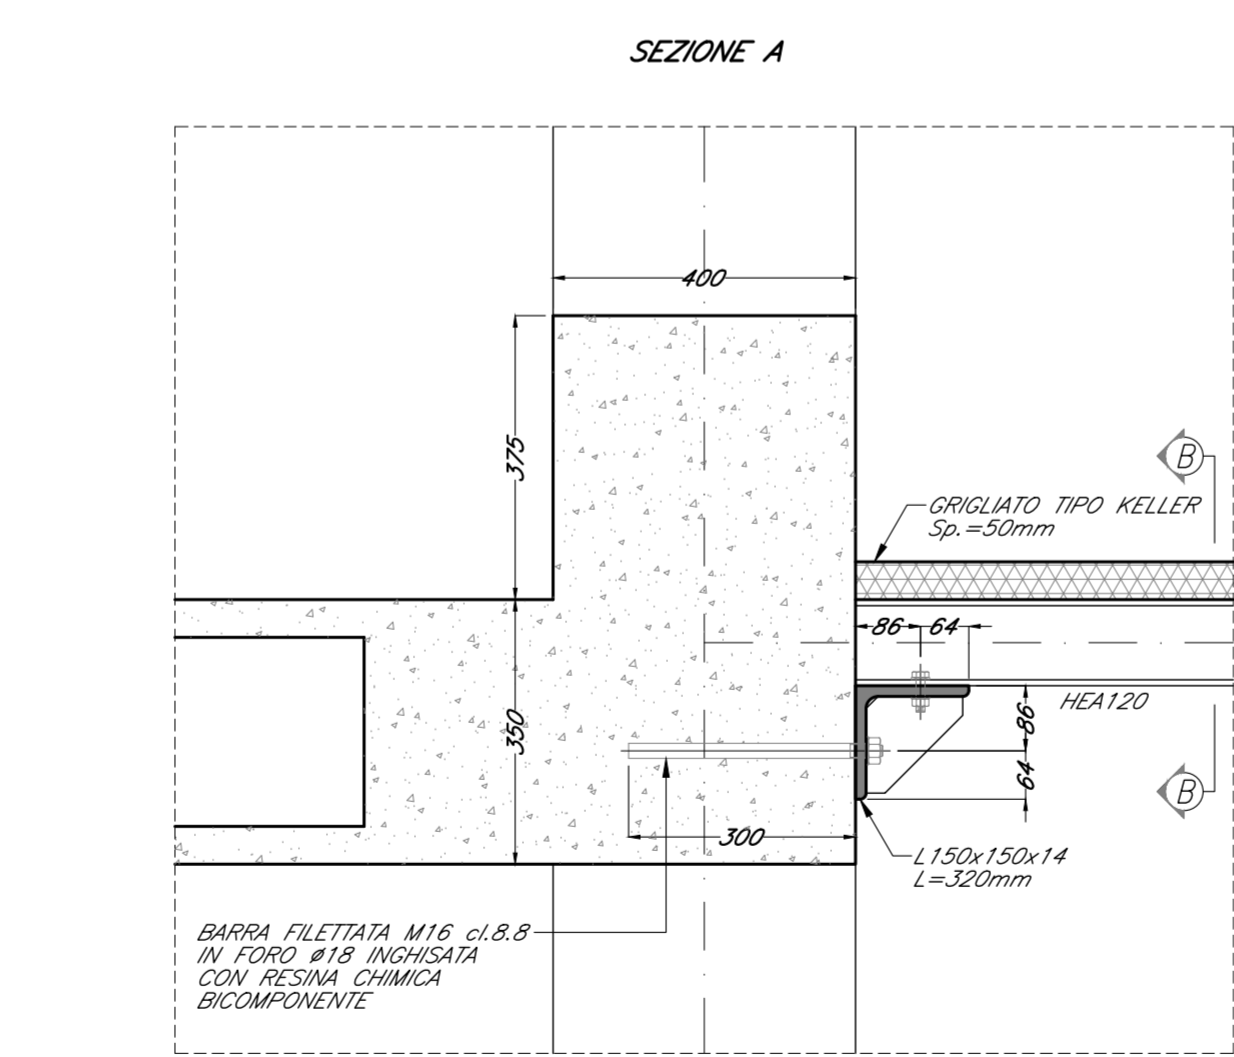 SEZIONE A
400
375
B
GRIGLIATO TIPO KELLER
Sp.=50mm
86 64
HEA120
350
86
64
B
300
L150x150x14
L=320mm
BARRA FILETTATA M16 cl.8.8
IN FORO ø18 INGHISATA
CON RESINA CHIMICA
BICOMPONENTE